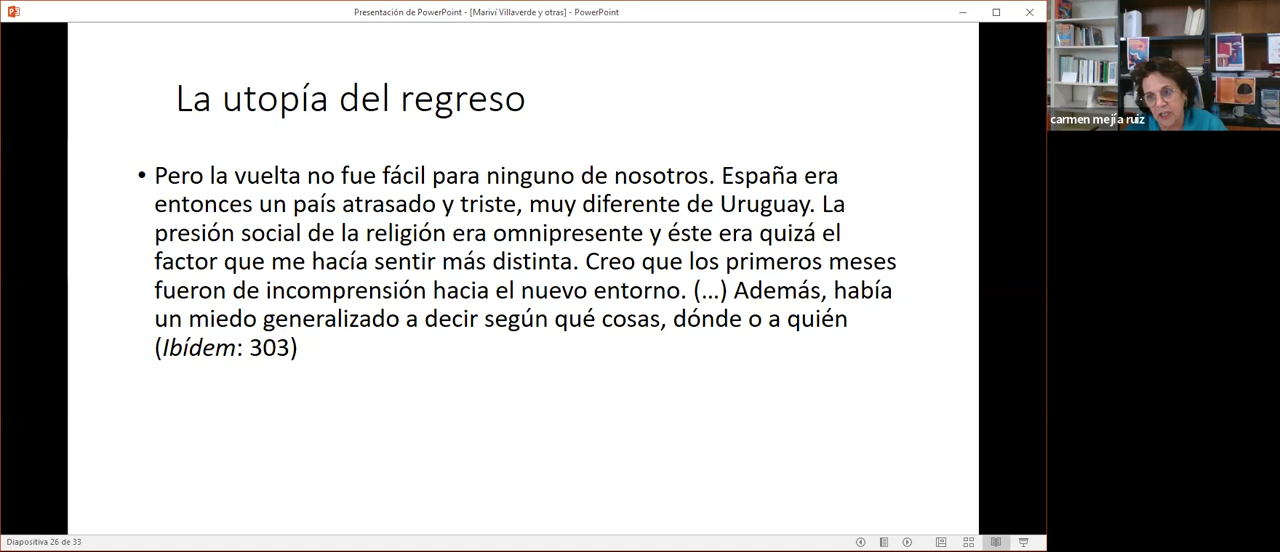 Presentación de PowerPoint - [Mariví Villaverde y otras] - PowerPoint
carmen mejía ruiz
La utopía del regreso
• Pero la vuelta no fue fácil para ninguno de nosotros. España era
entonces un país atrasado y triste, muy diferente de Uruguay. La
presión social de la religión era omnipresente y éste era quizá el
factor que me hacía sentir más distinta. Creo que los primeros meses
fueron de incomprensión hacia el nuevo entorno. (...) Además, había
un miedo generalizado a decir según qué cosas, dónde o a quién
(Ibídem: 303)
Diapositiva 26 de 33